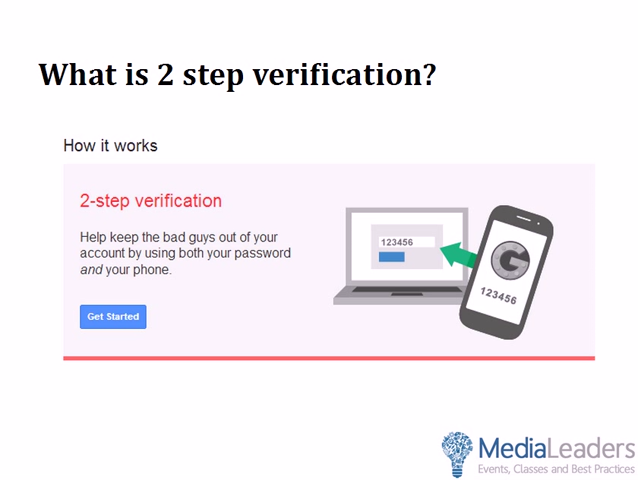 What is 2 step verification?
How it works
2-step verification
Help keep the bad guys out of your
account by using both your password
and your phone.
Get Started
123456
G
123456
MediaLeaders
Events, Classes and Best Practices